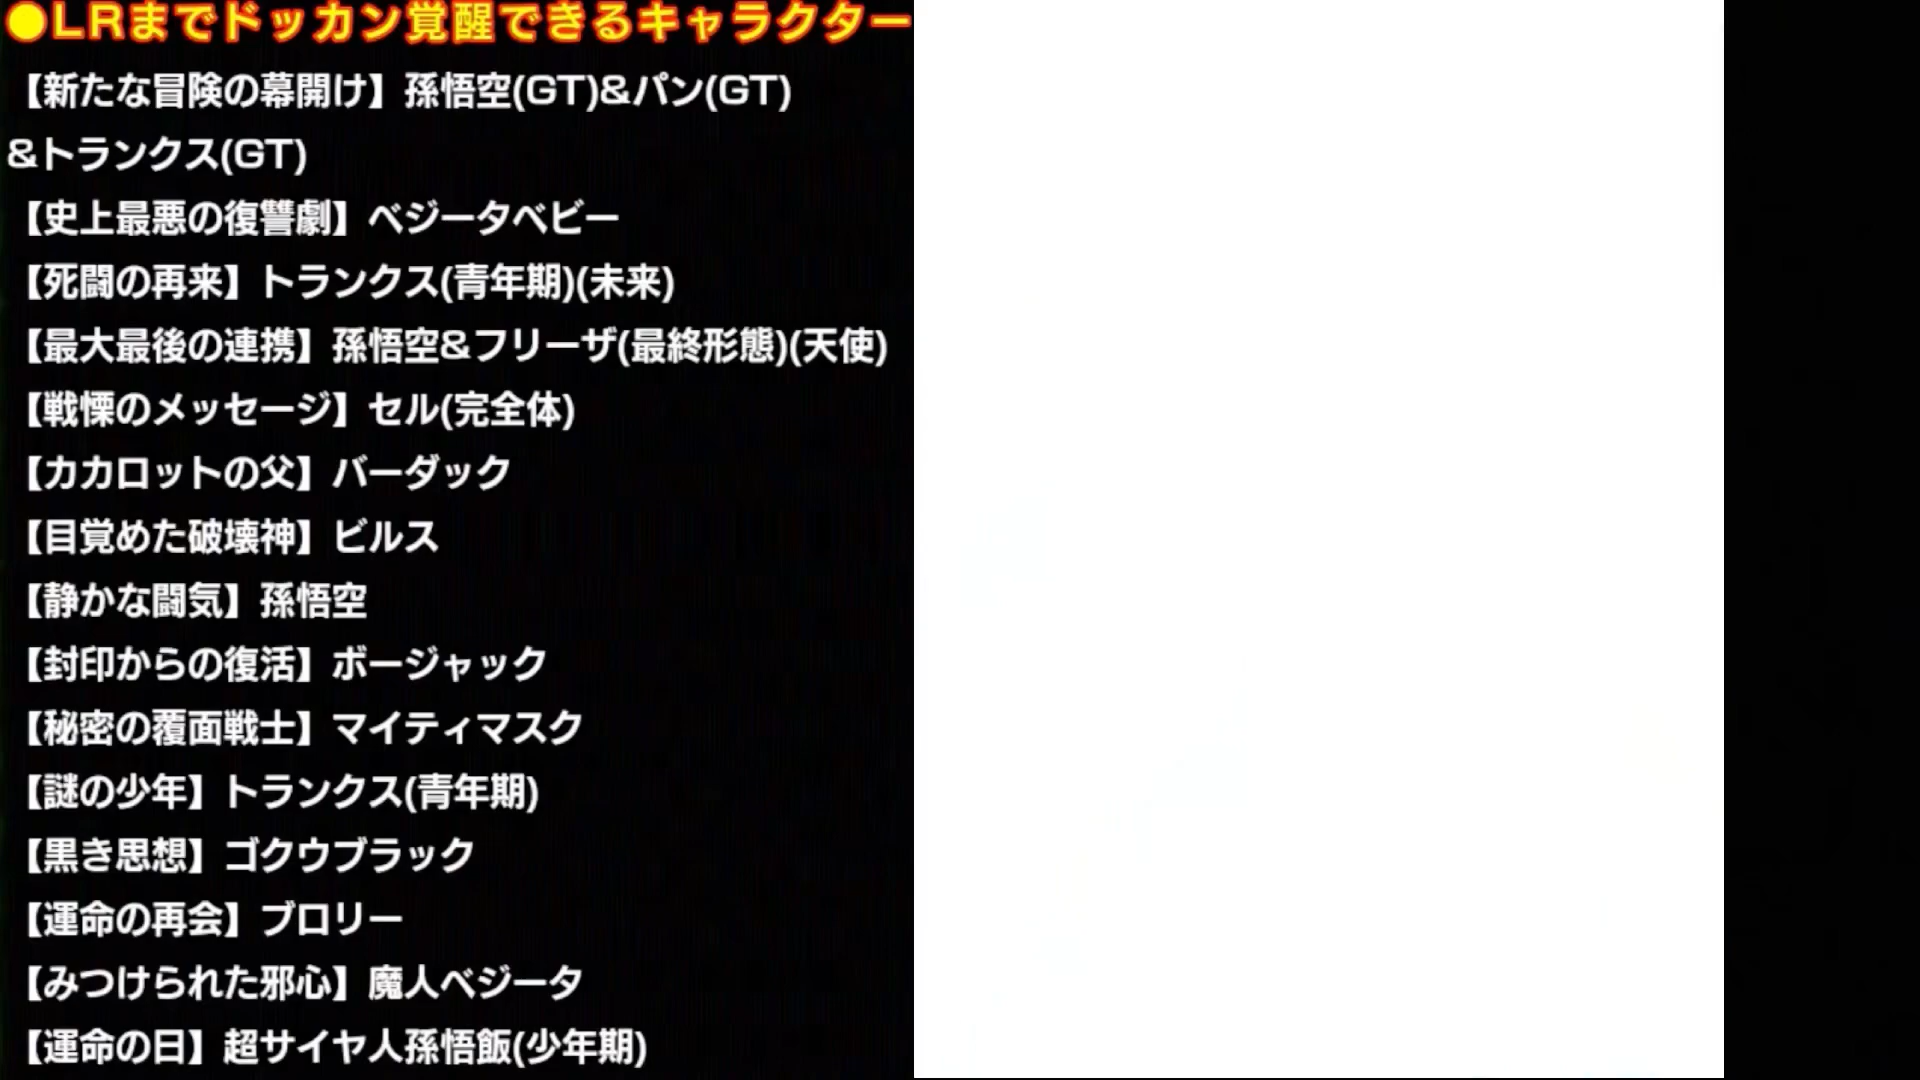 ●LRまでドッカン覚醒できるキャラクター
【新たな冒険の幕開け】孫悟空(GT)&パン(GT)
&トランクス(GT)
【史上最悪の復讐劇】ベジータベビー
【死闘の再来】トランクス(青年期)(未来)
【最大最後の連携】孫悟空&フリーザ(最終形態)(天使)
【戦慄のメッセージ】セル(完全体)
【カカロットの父】バーダック
【目覚めた破壊神】ビルス
【静かな闘気】孫悟空
【封印からの復活】ボージャック
【秘密の覆面戦士】マイティマスク
【謎の少年】トランクス(青年期)
【黒き思想】ゴクウブラック
【運命の再会】ブロリー
【みつけられた邪心】魔人ベジータ
【運命の日】超サイヤ人孫悟飯(少年期)